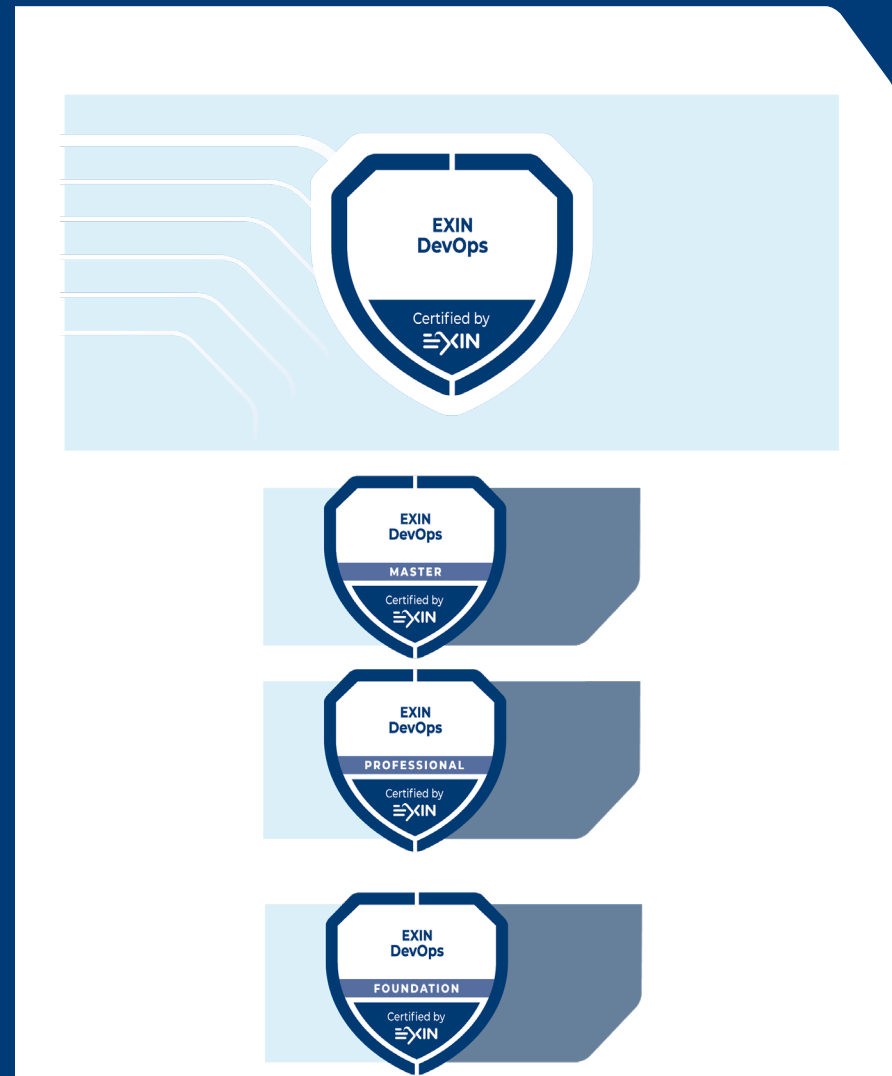 EXIN
DevOps
Certified by
EXIN
EXIN
DevOps
MASTER
Certified by
EXIN
EXIN
DevOps
PROFESSIONAL
Certified by
EXIN
EXIN
DevOps
FOUNDATION
Certified by
EXIN